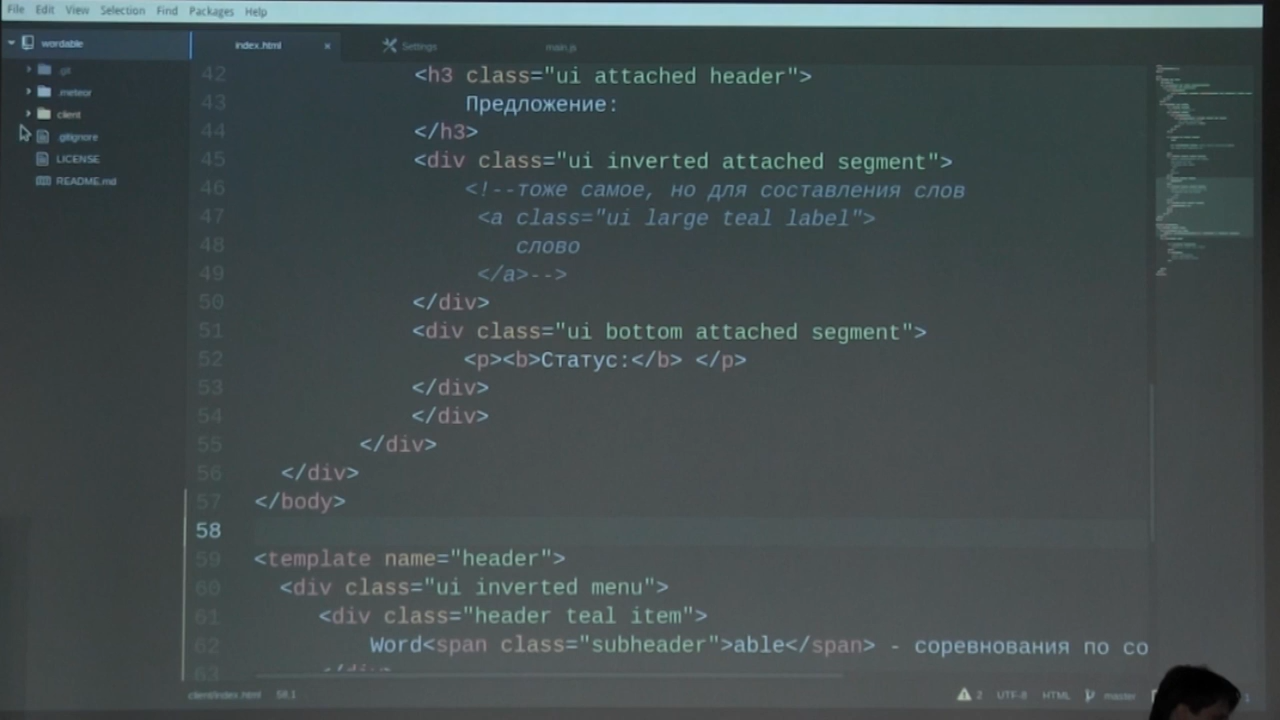 File Edit View Selection Find Packages Help
wordable
.git
.meteor
client
.gitignore
LICENSE
README.md
index.html × Settings main.js
42 <h3 class="ui attached header">
43 Предложение:
44 </h3>
45 <div class="ui inverted attached segment">
46 <!--тоже самое, но для составления слов
47 <a class="ui large teal label">
48 слово
49 </a>-->
50 </div>
51 <div class="ui bottom attached segment">
52 <p><b>Статус:</b> </p>
53 </div>
54 </div>
55 </div>
56 </div>
57 </body>
58
59 <template name="header">
60 <div class="ui inverted menu">
61 <div class="header teal item">
62 Word<span class="subheader">able</span> - соревнования по со
63 </div>
client/index.html 58,1 2 UTF-8 HTML master